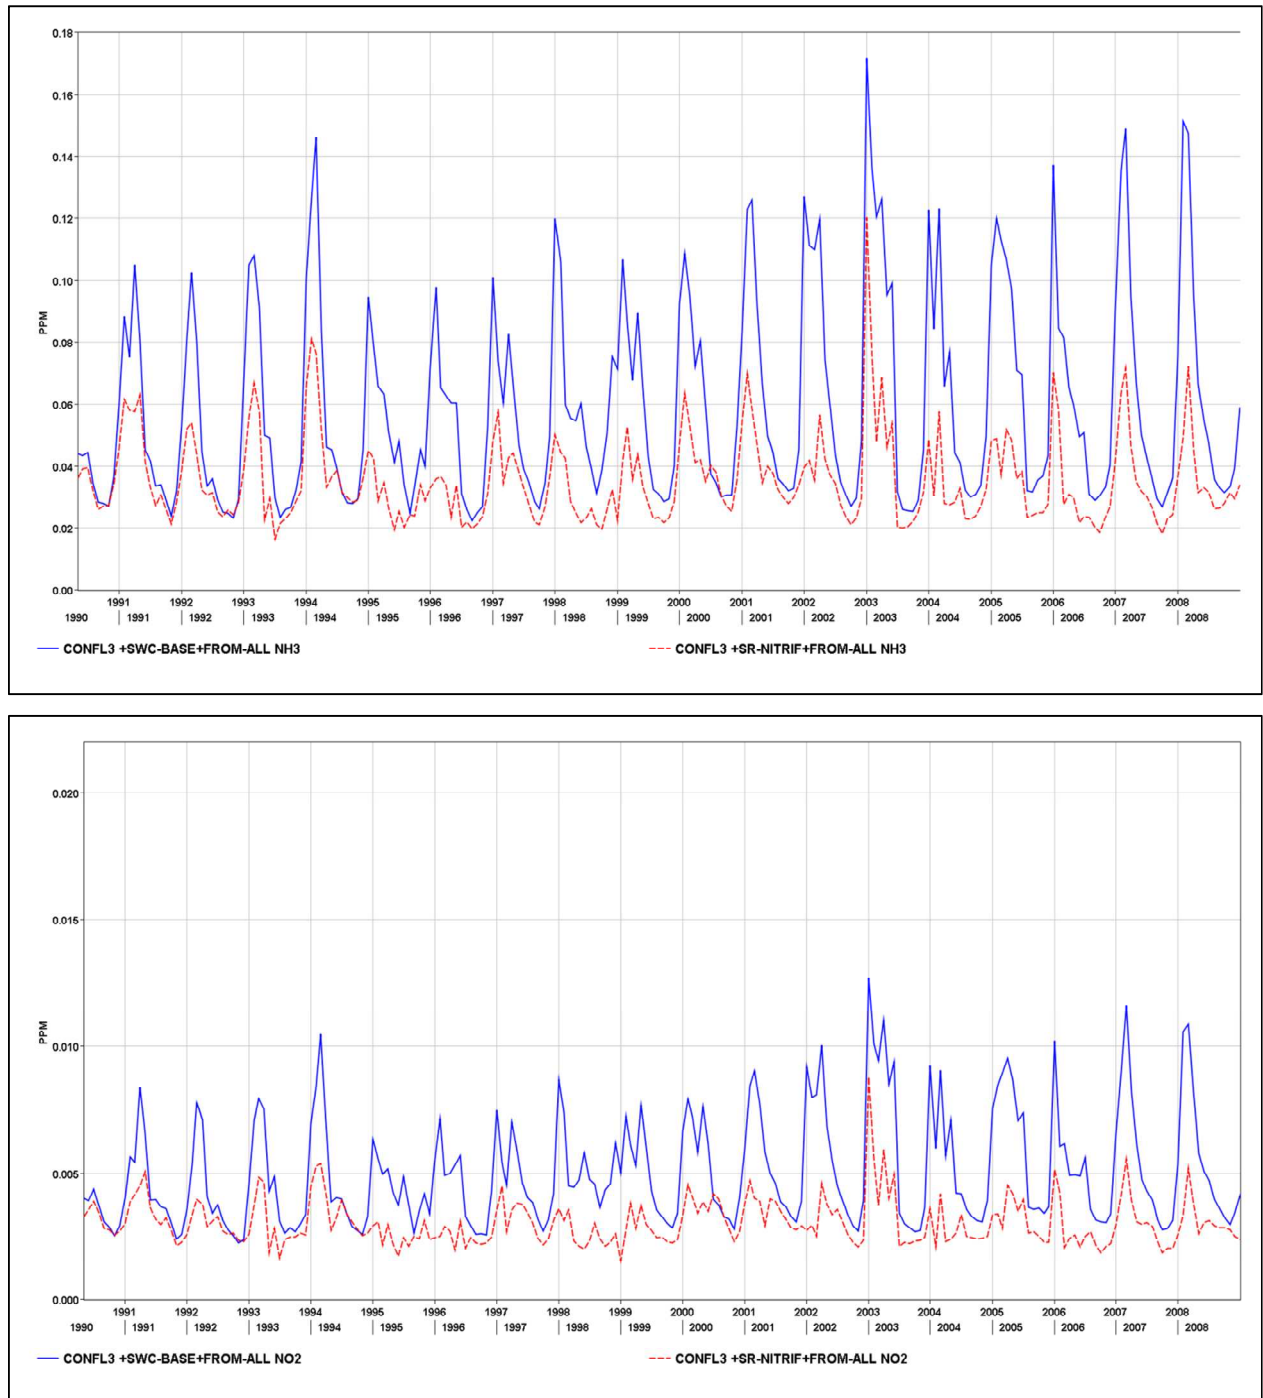 0.18
0.16
0.14
0.12
0.10
PPM
0.08
0.06
0.04
0.02
0.00
1991 1992 1993 1994 1995 1996 1997 1998 1999 2000 2001 2002 2003 2004 2005 2006 2007 2008
1990 1991 1992 1993 1994 1995 1996 1997 1998 1999 2000 2001 2002 2003 2004 2005 2006 2007 2008
CONFL3 +SWC-BASE+FROM-ALL NH3 CONFL3 +SR-NITRIF+FROM-ALL NH3
0.020
0.015
PPM
0.010
0.005
0.000
1991 1992 1993 1994 1995 1996 1997 1998 1999 2000 2001 2002 2003 2004 2005 2006 2007 2008
1990 1991 1992 1993 1994 1995 1996 1997 1998 1999 2000 2001 2002 2003 2004 2005 2006 2007 2008
CONFL3 +SWC-BASE+FROM-ALL NO2 CONFL3 +SR-NITRIF+FROM-ALL NO2